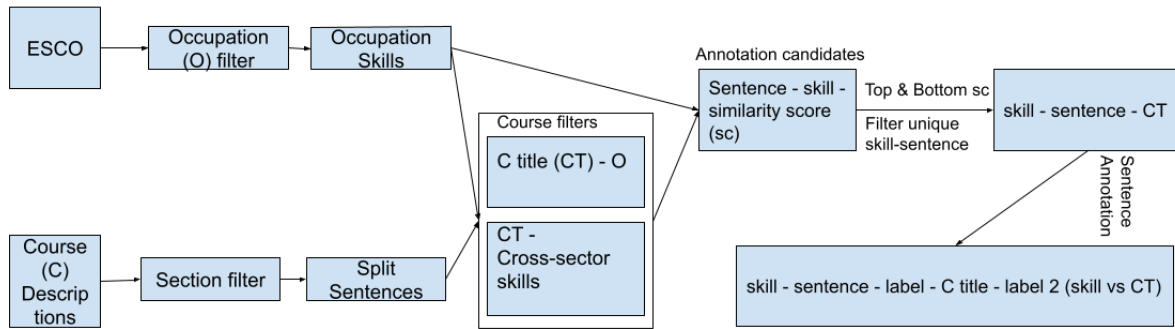 ESCO
Occupation
(O) filter
Occupation
Skills
Annotation candidates
Sentence - skill -
similarity score
(sc)
Top & Bottom sc
Filter unique
skill-sentence
skill - sentence - CT
Course filters
C title (CT) - O
CT -
Cross-sector
skills
Sentence
Annotation
Course
(C)
Descrip
tions
Section filter
Split
Sentences
skill - sentence - label - C title - label 2 (skill vs CT)